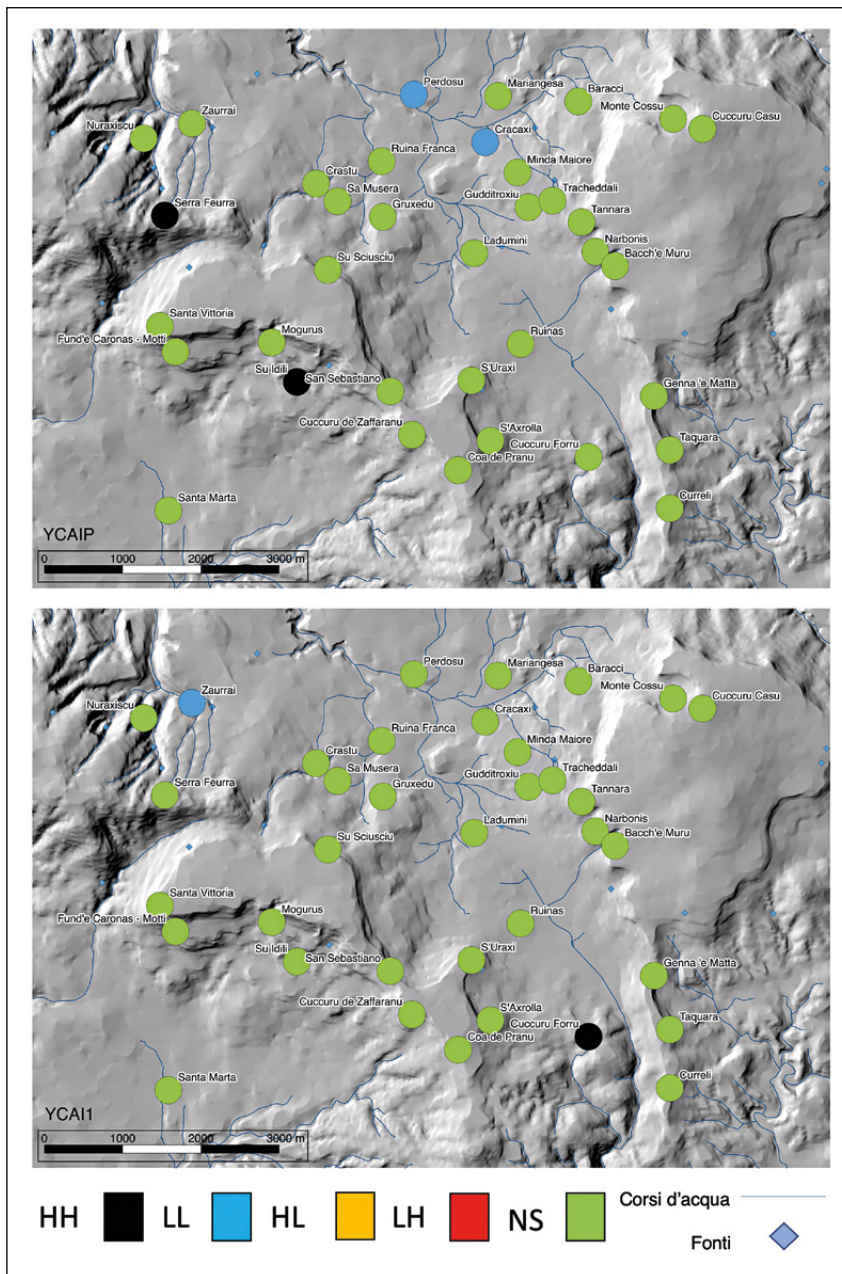 Perdosu
Mariangesa
Baracci
Monte Cossu
Cuccuru Casu
Zaurrai
Nuraxiscu
Cracaxi
Ruina Franca
Minda Maiore
Crastu
Sa Musera
Gudditroxiu
Tracheddali
Serra Feurra
Gruxedu
Tannara
Ladumini
Narbonis
Bacch'e Muru
Su Sciusciu
Santa Vittoria
Fund'e Caronas - Motti
Mogurus
Ruinas
Su Idili
San Sebastiano
S'Uraxi
Genna 'e Matta
Cuccuru de Zaffaranu
S'Axrolla
Cuccuru Forru
Taquara
Coa de Pranu
Santa Marta
Curreli
YCAIP
0 1000 2000 3000 m
Perdosu
Mariangesa
Baracci
Monte Cossu
Cuccuru Casu
Zaurrai
Nuraxiscu
Cracaxi
Ruina Franca
Minda Maiore
Crastu
Sa Musera
Gudditroxiu
Tracheddali
Serra Feurra
Gruxedu
Tannara
Ladumini
Narbonis
Bacch'e Muru
Su Sciusciu
Santa Vittoria
Fund'e Caronas - Motti
Mogurus
Ruinas
Su Idili
San Sebastiano
S'Uraxi
Genna 'e Matta
Cuccuru de Zaffaranu
S'Axrolla
Cuccuru Forru
Taquara
Coa de Pranu
Santa Marta
Curreli
YCAI1
0 1000 2000 3000 m
HH LL HL LH NS Corsi d'acqua
Fonti